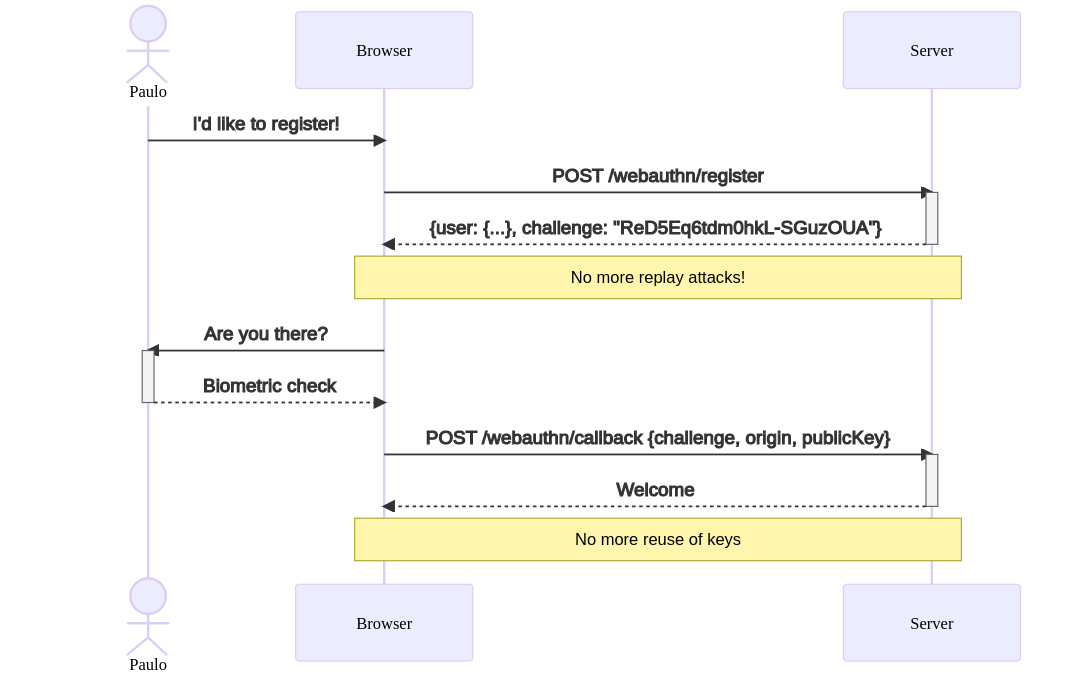 Paulo
Browser
Server
I'd like to register!
POST /webauthn/register
{user: {...}, challenge: "ReD5Eq6tdm0hkL-SGuzOUA"}
No more replay attacks!
Are you there?
Biometric check
POST /webauthn/callback {challenge, origin, publicKey}
Welcome
No more reuse of keys
Paulo
Browser
Server